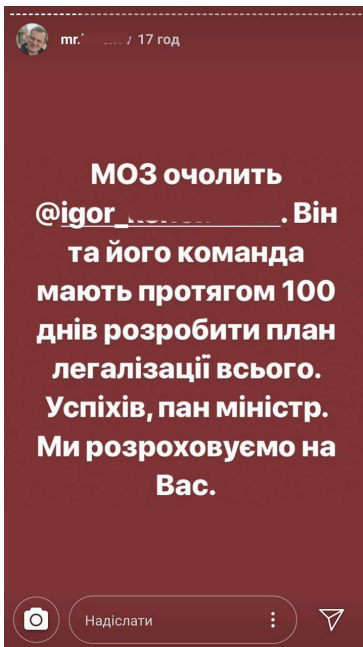 mr. 17 год
МОЗ очолить
@igor_ . Він
та його команда
мають протягом 100
днів розробити план
легалізації всього.
Успіхів, пан міністр.
Ми розроховуємо на
Вас.
Надіслати